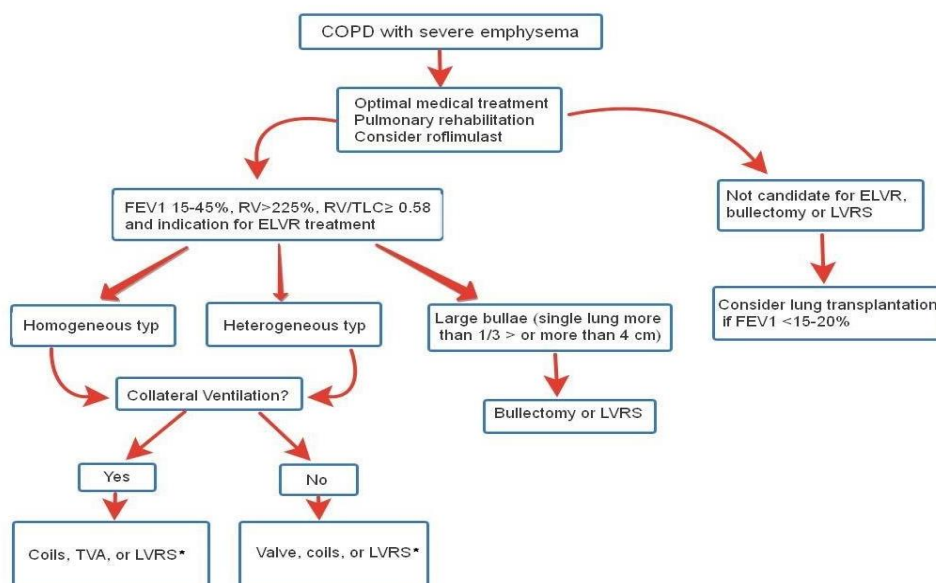 COPD with severe emphysema
Optimal medical treatment
Pulmonary rehabilitation
Consider roflimulast
FEV1 15-45%, RV>225%, RV/TLC≥ 0.58
and indication for ELVR treatment
Not candidate for ELVR,
bullectomy or LVRS
Homogeneous typ
Heterogeneous typ
Large bullae (single lung more
than 1/3 > or more than 4 cm)
Consider lung transplantation
if FEV1 <15-20%
Collateral Ventilation?
Bullectomy or LVRS
Yes
No
Coils, TVA, or LVRS*
Valve, coils, or LVRS*